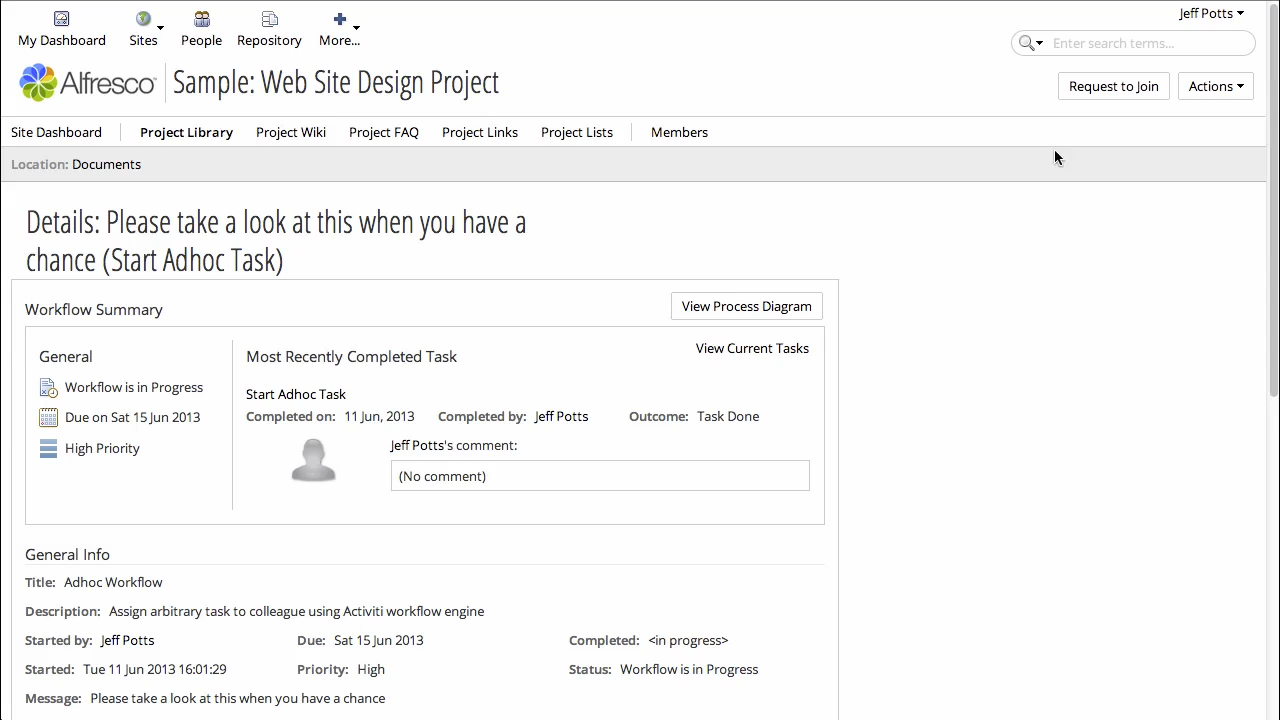 Jeff Potts
My Dashboard Sites People Repository More...
Enter search terms...
Alfresco Sample: Web Site Design Project
Request to Join Actions
Site Dashboard Project Library Project Wiki Project FAQ Project Links Project Lists Members
Location: Documents
Details: Please take a look at this when you have a
chance (Start Adhoc Task)
Workflow Summary View Process Diagram
General Most Recently Completed Task View Current Tasks
Workflow is in Progress Start Adhoc Task
Due on Sat 15 Jun 2013 Completed on: 11 Jun, 2013 Completed by: Jeff Potts Outcome: Task Done
High Priority Jeff Potts's comment:
(No comment)
General Info
Title: Adhoc Workflow
Description: Assign arbitrary task to colleague using Activiti workflow engine
Started by: Jeff Potts Due: Sat 15 Jun 2013 Completed: <in progress>
Started: Tue 11 Jun 2013 16:01:29 Priority: High Status: Workflow is in Progress
Message: Please take a look at this when you have a chance